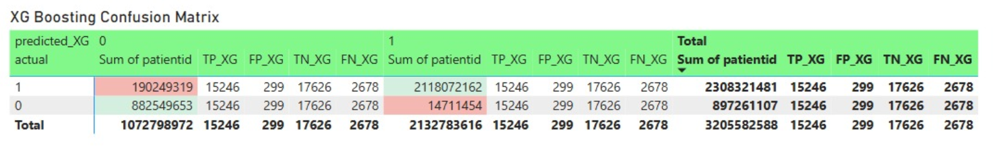 XG Boosting Confusion Matrix
predicted_XG 0 1 Total
actual Sum of patientid TP_XG FP_XG TN_XG FN_XG Sum of patientid TP_XG FP_XG TN_XG FN_XG Sum of patientid TP_XG FP_XG TN_XG FN_XG
1 190249319 15246 299 17626 2678 2118072162 15246 299 17626 2678 2308321481 15246 299 17626 2678
0 882549653 15246 299 17626 2678 14711454 15246 299 17626 2678 897261107 15246 299 17626 2678
Total 1072798972 15246 299 17626 2678 2132783616 15246 299 17626 2678 3205582588 15246 299 17626 2678